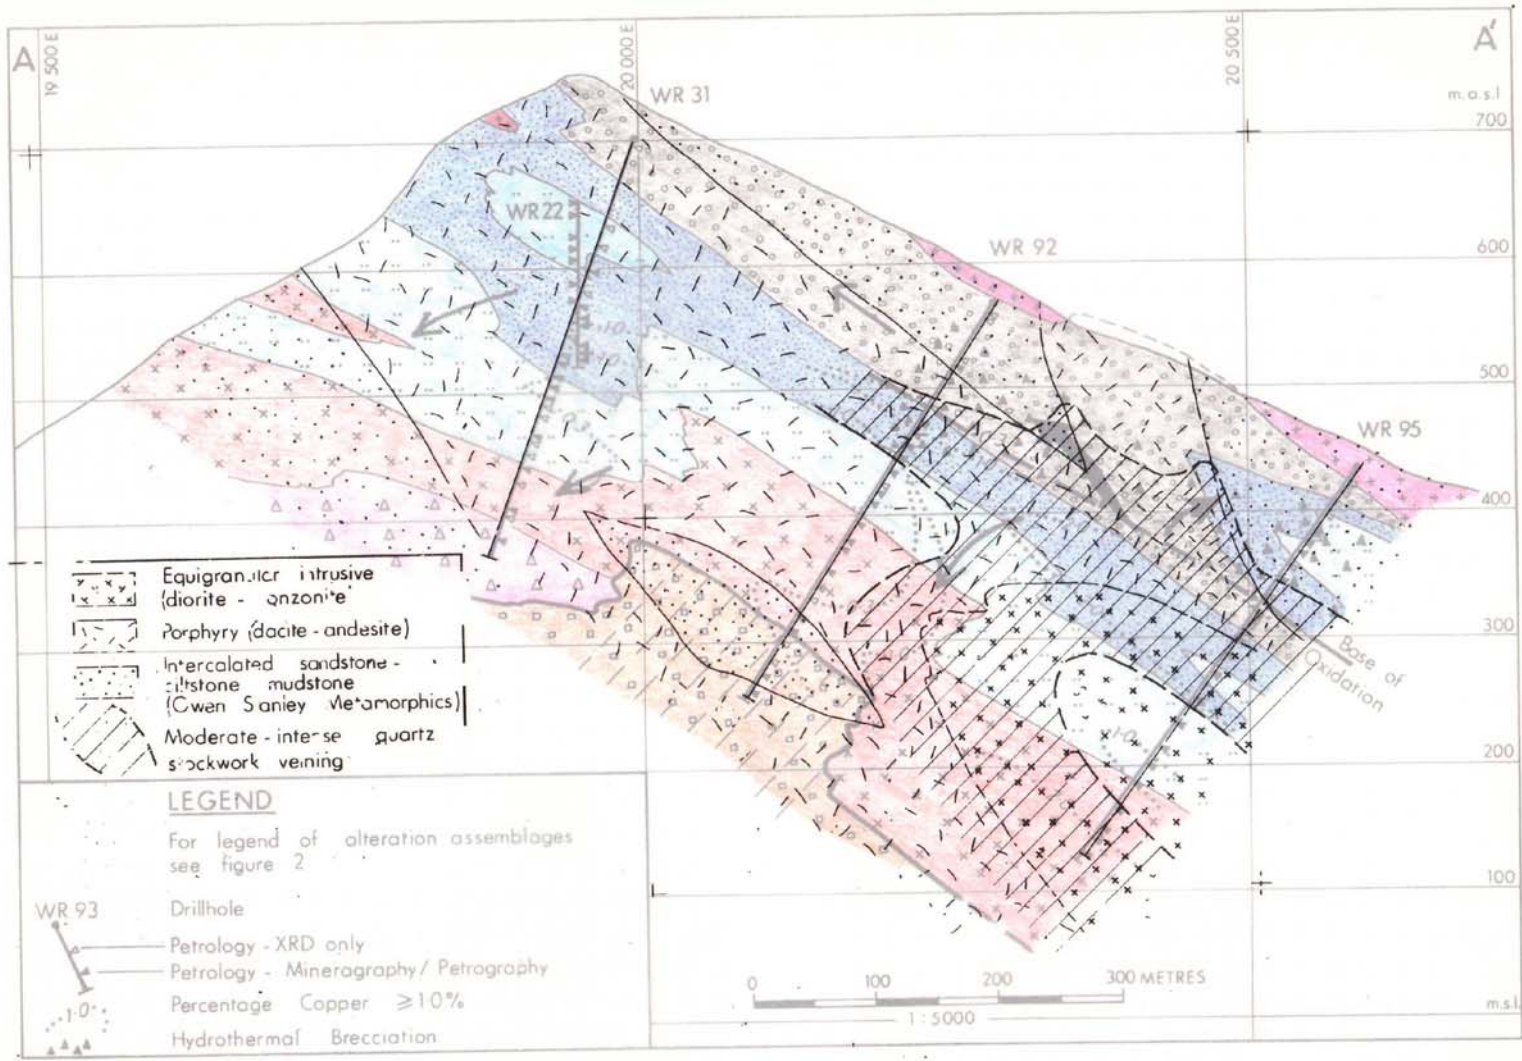 A
19 500 E
20 000 E
20 500 E
A'
m.a.s.l
WR 31
700
WR 22
WR 92
600
500
WR 95
400
300
Base of
Oxidation
200
100
m.s.l.
Equigranular intrusive
(diorite -
Porphyry (dacite - andesite)
Intercalated sandstone -
siltstone mudstone
(Owen Stanley Metamorphics)
Moderate - intense quartz
stockwork veining
LEGEND
For legend of alteration assemblages
see figure 2
WR 93
Drillhole
Petrology - XRD only
Petrology - Mineragraphy/ Petrography
1·0
Percentage Copper ≥10%
Hydrothermal Brecciation
0 100 200 300 METRES
1:5000